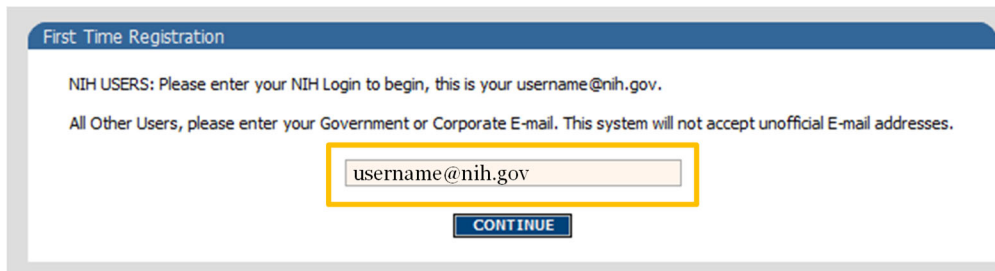 First Time Registration
NIH USERS: Please enter your NIH Login to begin, this is your username@nih.gov.
All Other Users, please enter your Government or Corporate E-mail. This system will not accept unofficial E-mail addresses.
username@nih.gov
CONTINUE